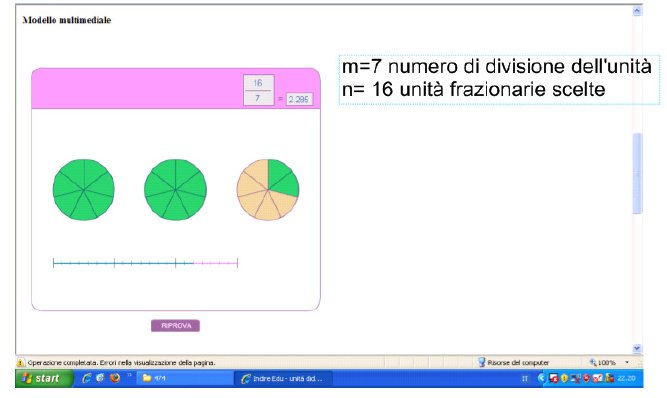 Modello multimediale
m=7 numero di divisione dell'unità
n= 16 unità frazionarie scelte
16
7
= 2.285
RIPROVA
Operazione completata. Errori nella visualizzazione della pagina.
Risorse del computer
100%
start
474
Indire Edu - unità did...
IT
22.20